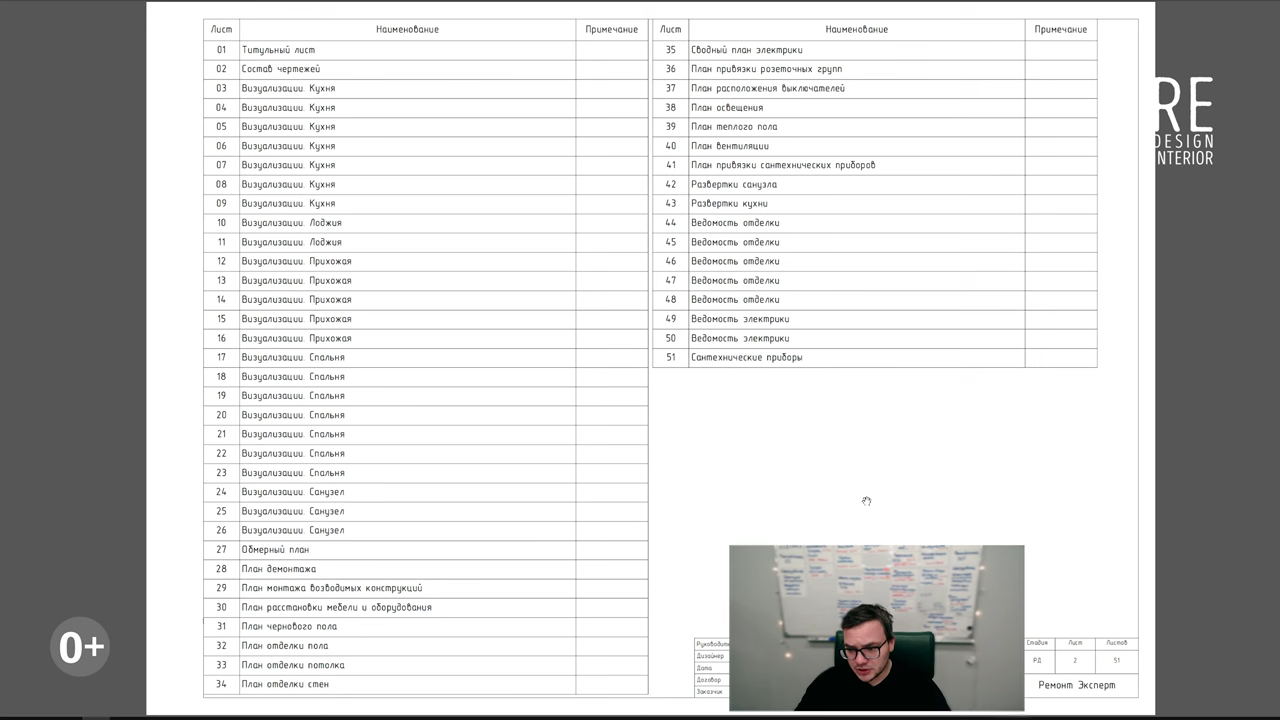 Лист Наименование Примечание
01 Титульный лист
02 Состав чертежей
03 Визуализации. Кухня
04 Визуализации. Кухня
05 Визуализации. Кухня
06 Визуализации. Кухня
07 Визуализации. Кухня
08 Визуализации. Кухня
09 Визуализации. Кухня
10 Визуализации. Лоджия
11 Визуализации. Лоджия
12 Визуализации. Прихожая
13 Визуализации. Прихожая
14 Визуализации. Прихожая
15 Визуализации. Прихожая
16 Визуализации. Прихожая
17 Визуализации. Спальня
18 Визуализации. Спальня
19 Визуализации. Спальня
20 Визуализации. Спальня
21 Визуализации. Спальня
22 Визуализации. Спальня
23 Визуализации. Спальня
24 Визуализации. Санузел
25 Визуализации. Санузел
26 Визуализации. Санузел
27 Обмерный план
28 План демонтажа
29 План монтажа возводимых конструкций
30 План расстановки мебели и оборудования
31 План чернового пола
32 План отделки пола
33 План отделки потолка
34 План отделки стен
Лист Наименование Примечание
35 Сводный план электрики
36 План привязки розеточных групп
37 План расположения выключателей
38 План освещения
39 План теплого пола
40 План вентиляции
41 План привязки сантехнических приборов
42 Развертки санузла
43 Развертки кухни
44 Ведомость отделки
45 Ведомость отделки
46 Ведомость отделки
47 Ведомость отделки
48 Ведомость отделки
49 Ведомость электрики
50 Ведомость электрики
51 Сантехнические приборы
RE
DESIGN
INTERIOR
0+
Руководите
Дизайнер
Дата
Договор
Заказчик
Стадия Лист Листов
РД 2 51
Ремонт Эксперт